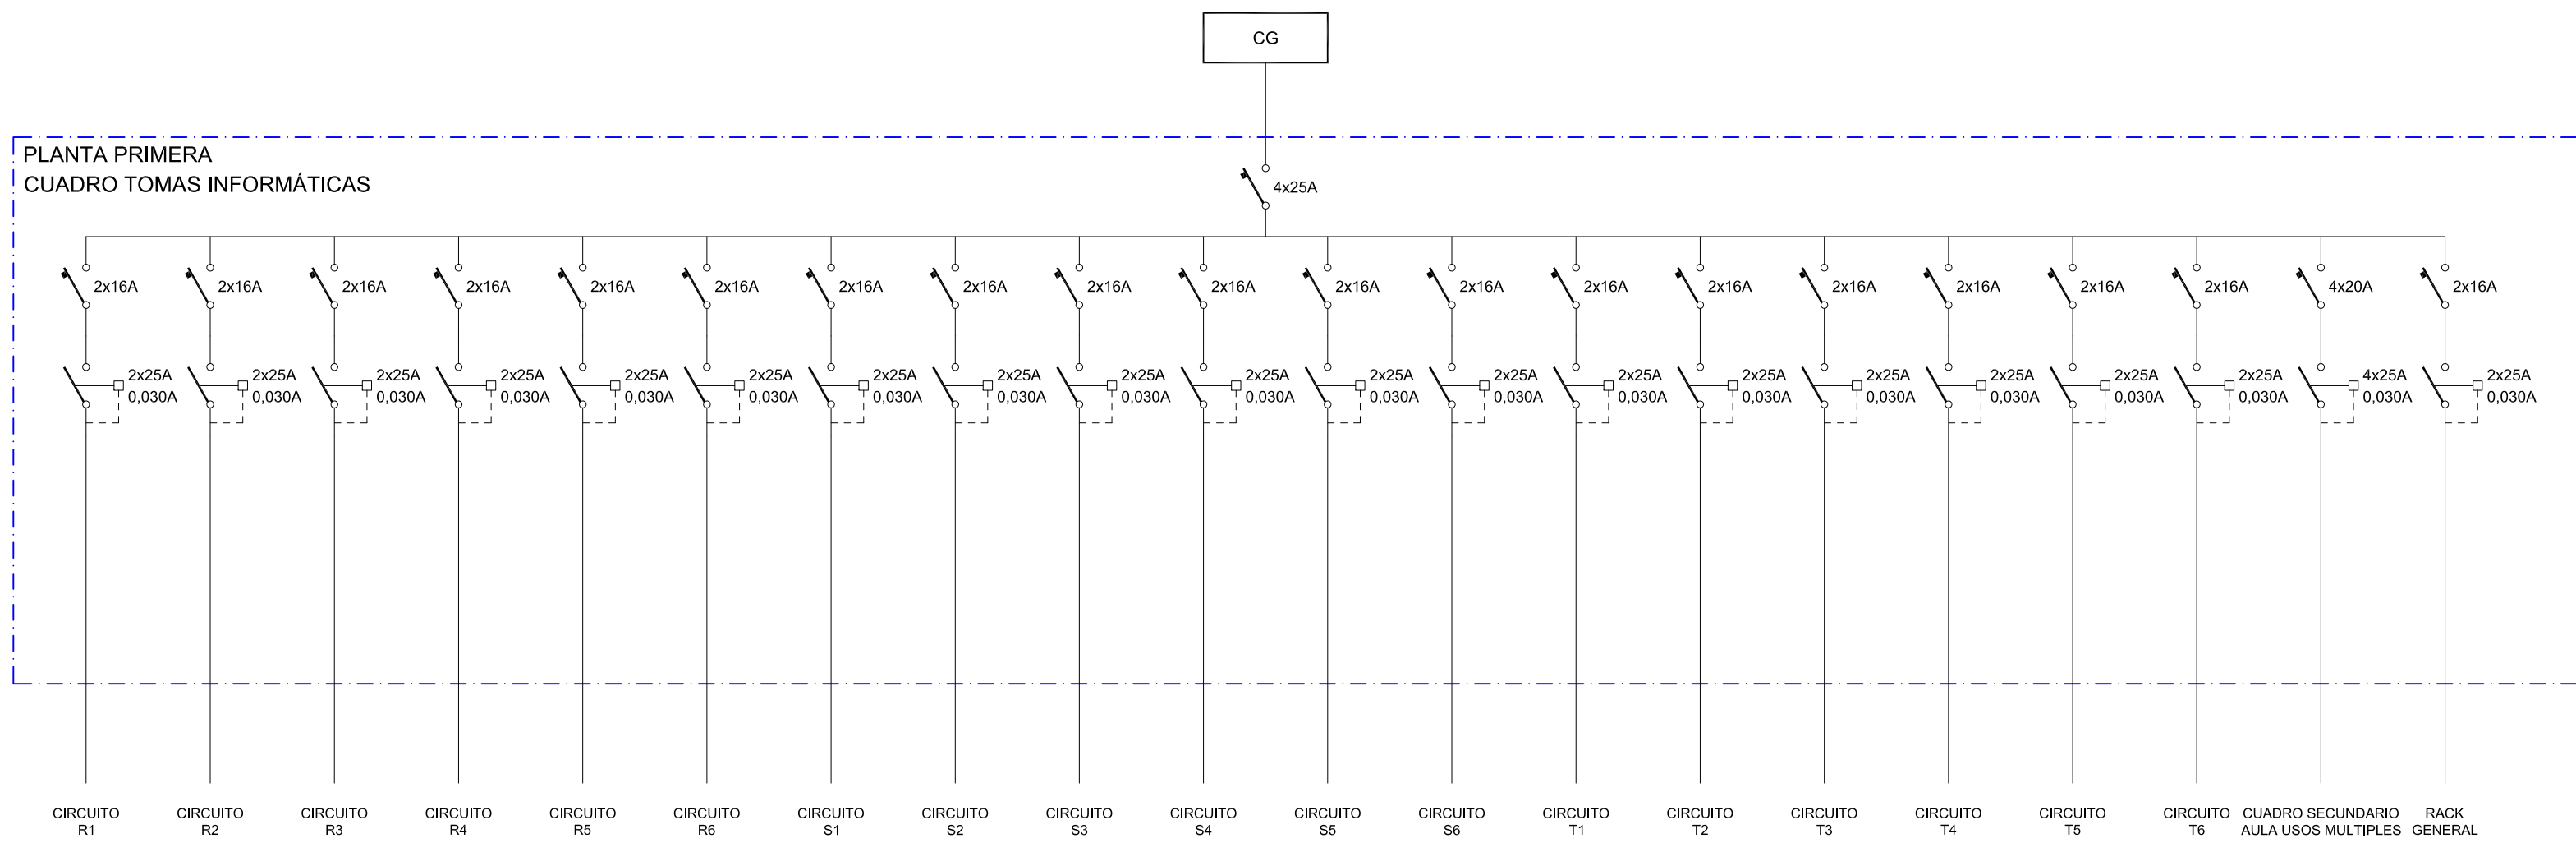 CG
PLANTA PRIMERA
CUADRO TOMAS INFORMÁTICAS
4x25A
2x16A 2x16A 2x16A 2x16A 2x16A 2x16A 2x16A 2x16A 2x16A 2x16A 2x16A 2x16A 2x16A 2x16A 2x16A 2x16A 2x16A 2x16A 4x20A 2x16A
2x25A 2x25A 2x25A 2x25A 2x25A 2x25A 2x25A 2x25A 2x25A 2x25A 2x25A 2x25A 2x25A 2x25A 2x25A 2x25A 2x25A 2x25A 4x25A 2x25A
0,030A 0,030A 0,030A 0,030A 0,030A 0,030A 0,030A 0,030A 0,030A 0,030A 0,030A 0,030A 0,030A 0,030A 0,030A 0,030A 0,030A 0,030A 0,030A 0,030A
CIRCUITO
R1
CIRCUITO
R2
CIRCUITO
R3
CIRCUITO
R4
CIRCUITO
R5
CIRCUITO
R6
CIRCUITO
S1
CIRCUITO
S2
CIRCUITO
S3
CIRCUITO
S4
CIRCUITO
S5
CIRCUITO
S6
CIRCUITO
T1
CIRCUITO
T2
CIRCUITO
T3
CIRCUITO
T4
CIRCUITO
T5
CIRCUITO
T6
CUADRO SECUNDARIO
AULA USOS MULTIPLES
RACK
GENERAL